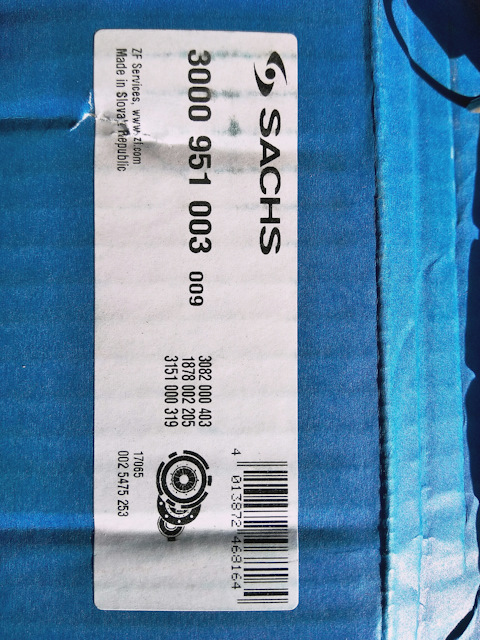 SACHS
3000 951 003 009
ZF Services, www.zf.com
Made in Slovak Republic
3082 000 403
1878 002 205
3151 000 319
4 013872 468164
17065
002 5475 253